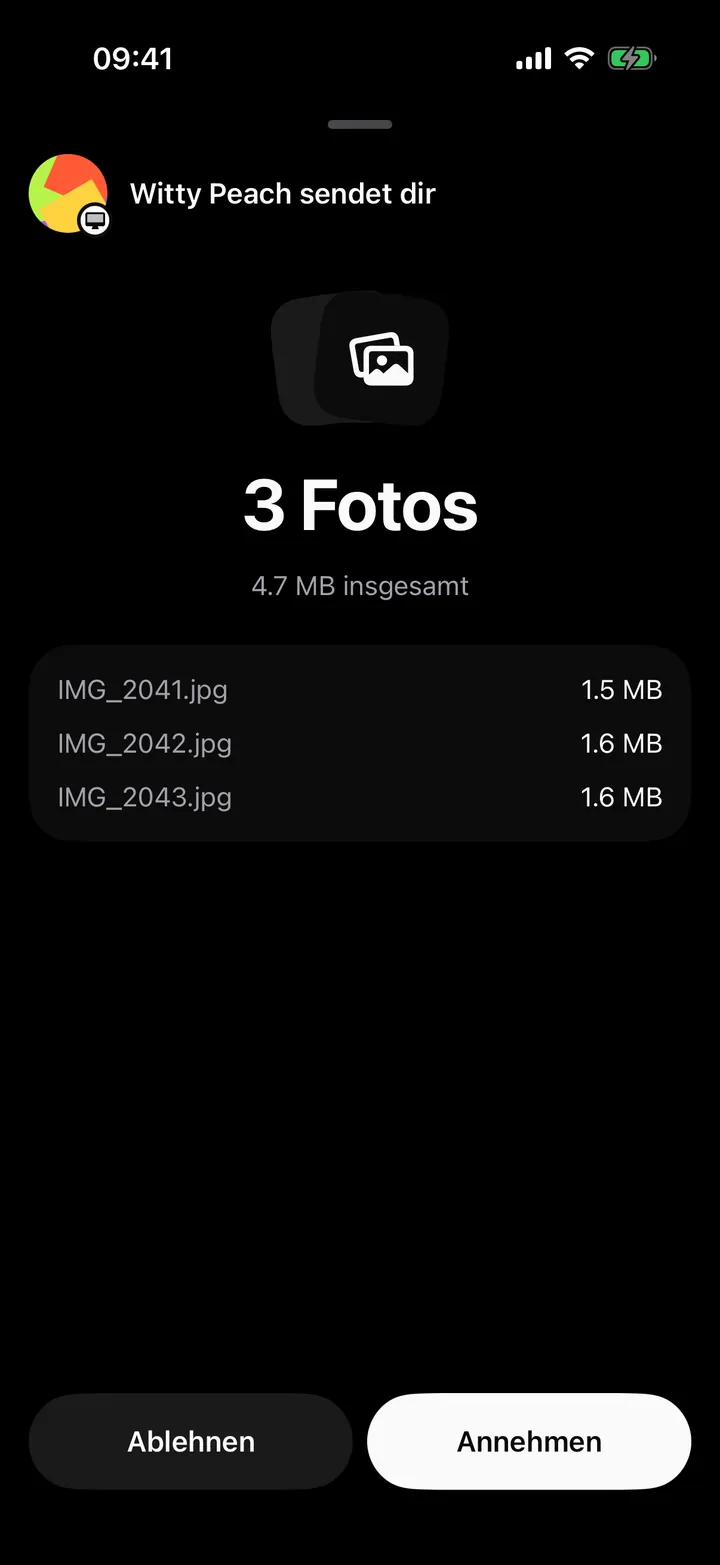 09:41
Witty Peach sendet dir
3 Fotos
4.7 MB insgesamt
IMG_2041.jpg 1.5 MB
IMG_2042.jpg 1.6 MB
IMG_2043.jpg 1.6 MB
Ablehnen Annehmen